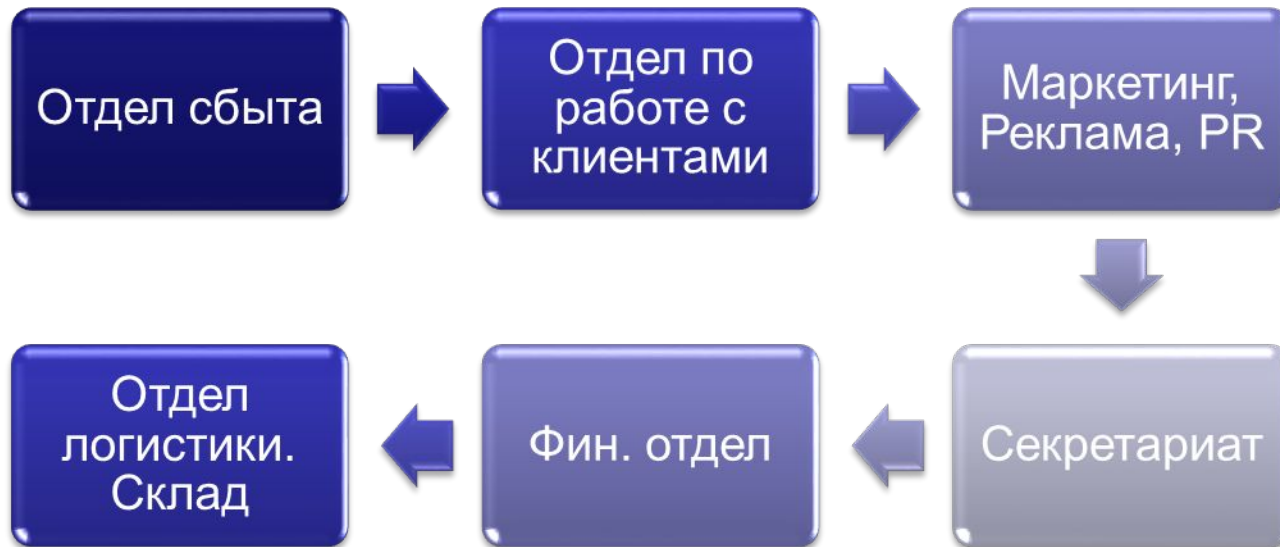 Отдел сбыта
Отдел по
работе с
клиентами
Маркетинг,
Реклама, PR
Отдел
логистики.
Склад
Фин. отдел
Секретариат